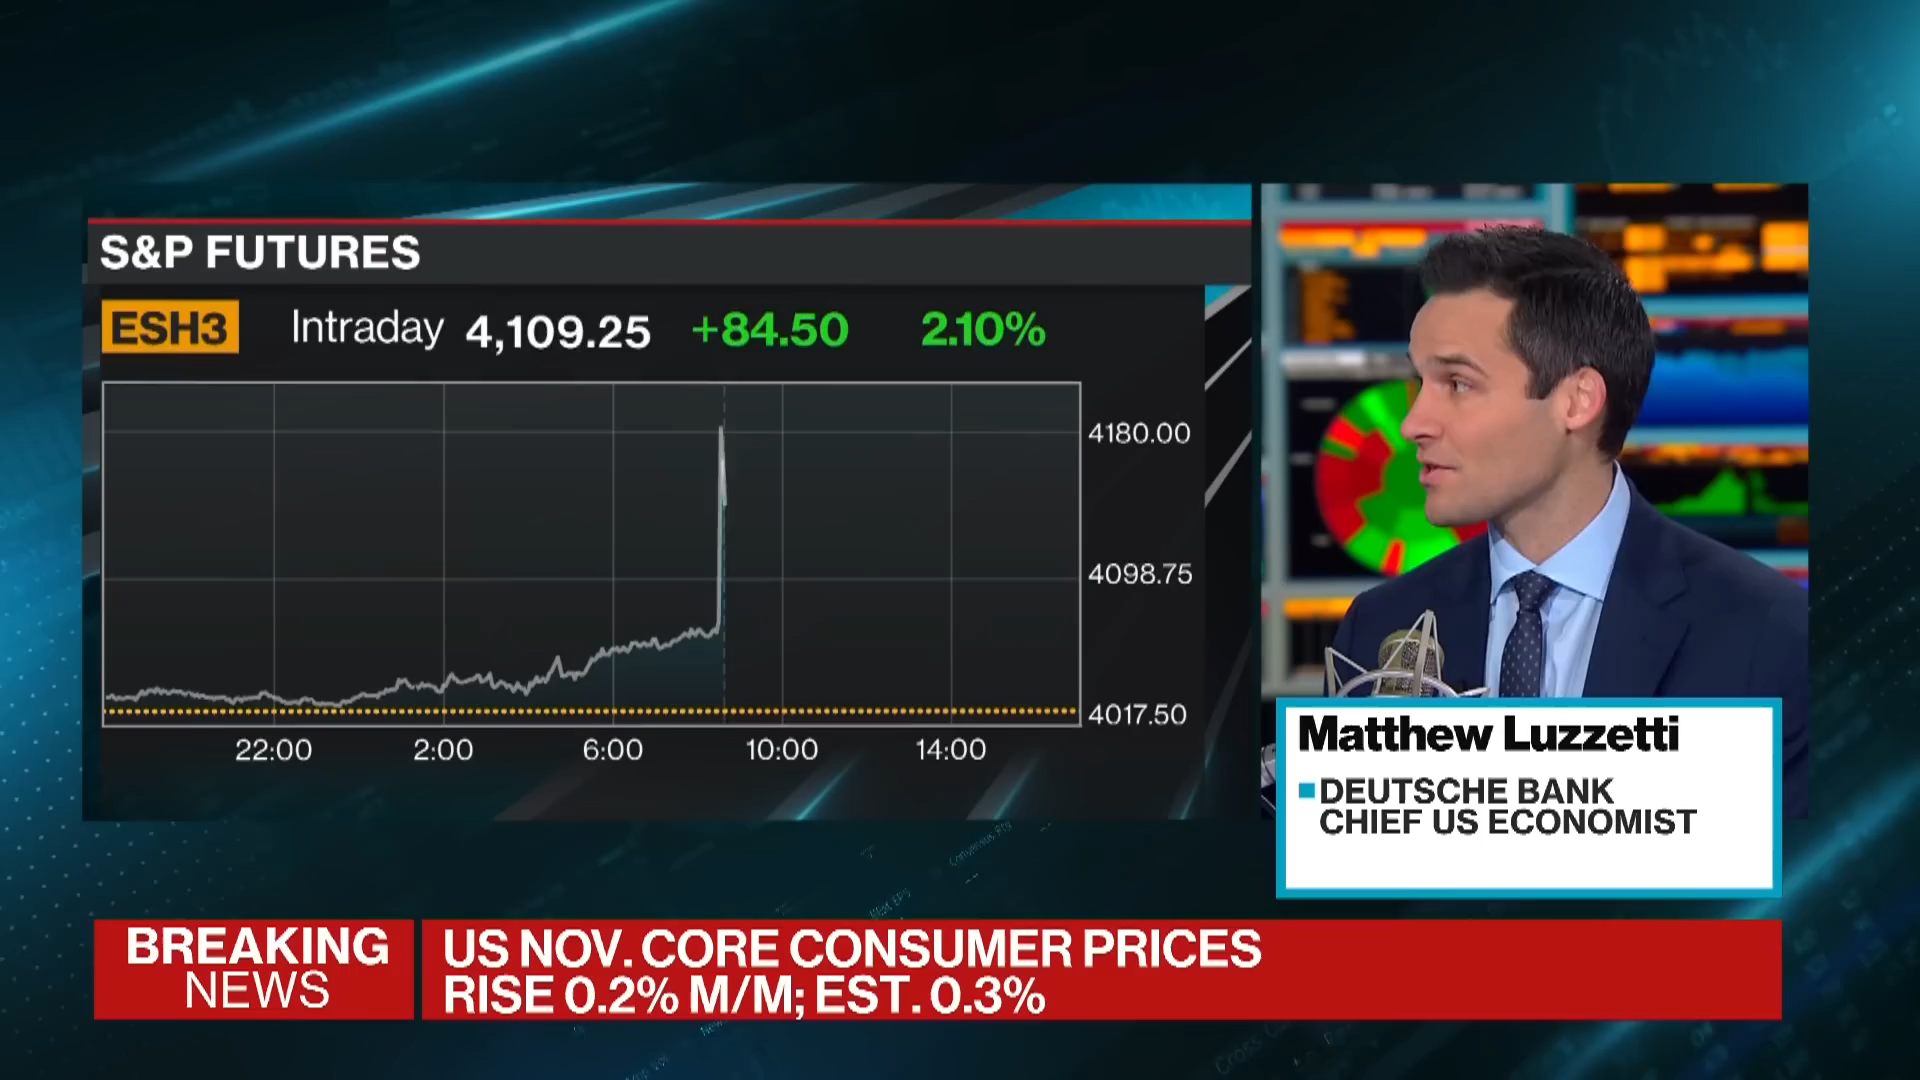 S&P FUTURES
ESH3 Intraday 4,109.25 +84.50 2.10%
4180.00
4098.75
4017.50
22:00 2:00 6:00 10:00 14:00
Matthew Luzzetti
DEUTSCHE BANK
CHIEF US ECONOMIST
BREAKING
NEWS
US NOV. CORE CONSUMER PRICES
RISE 0.2% M/M; EST. 0.3%